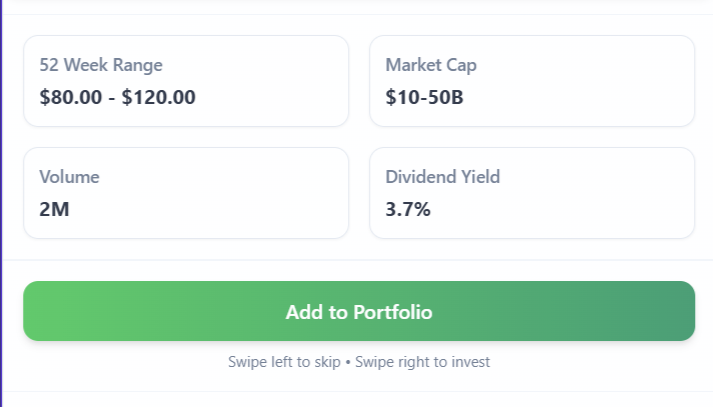 52 Week Range
$80.00 - $120.00
Market Cap
$10-50B
Volume
2M
Dividend Yield
3.7%
Add to Portfolio
Swipe left to skip • Swipe right to invest